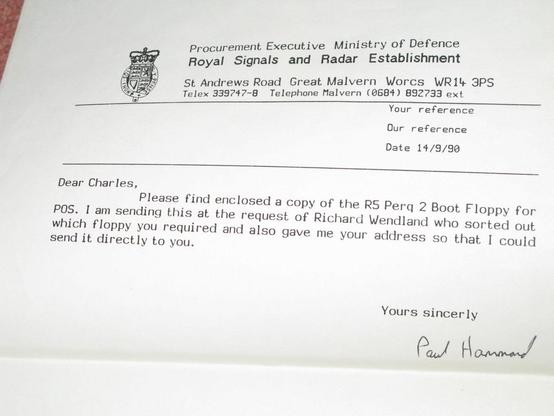 Procurement Executive Ministry of Defence
Royal Signals and Radar Establishment
St Andrews Road Great Malvern Worcs WR14 3PS
Telex 339747-8 Telephone Malvern (0684) 892733 ext
Your reference
Our reference
Date 14/9/90
Dear Charles,
Please find enclosed a copy of the R5 Perq 2 Boot Floppy for
POS. I am sending this at the request of Richard Wendland who sorted out
which floppy you required and also gave me your address so that I could
send it directly to you.
Yours sincerely
Paul Hammond